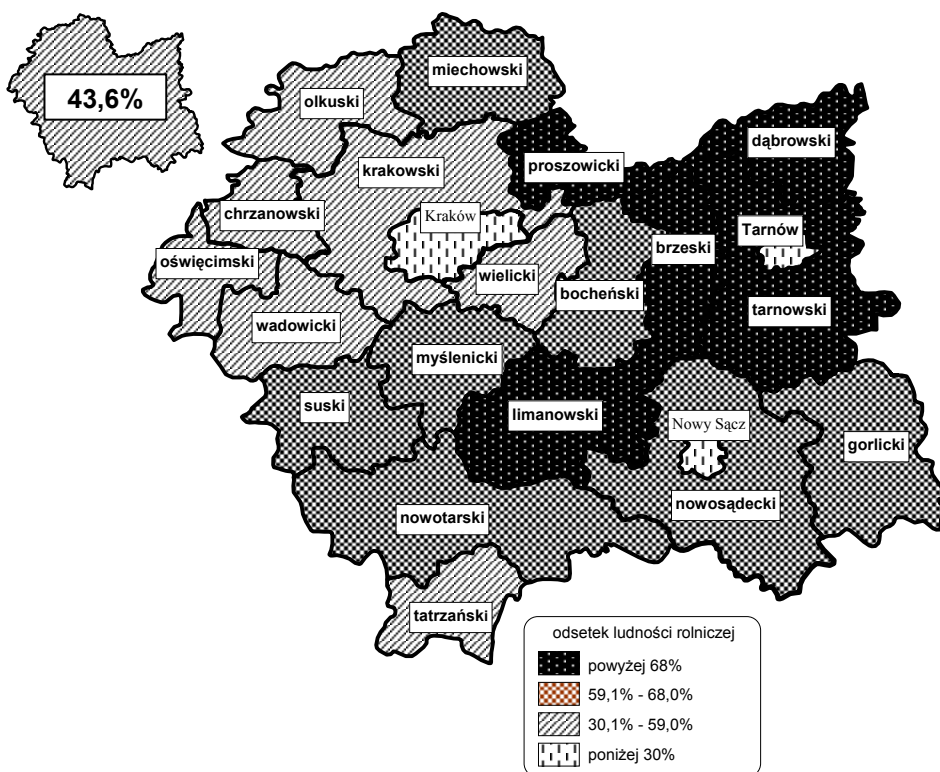 43,6%
miechowski
olkuski
dąbrowski
proszowicki
krakowski
chrzanowski
Kraków
Tarnów
brzeski
oświęcimski
wielicki
bocheński
tarnowski
wadowicki
myślenicki
suski
limanowski
Nowy Sącz
gorlicki
nowosądecki
nowotarski
tatrzański
odsetek ludności rolniczej
powyżej 68%
59,1% - 68,0%
30,1% - 59,0%
poniżej 30%